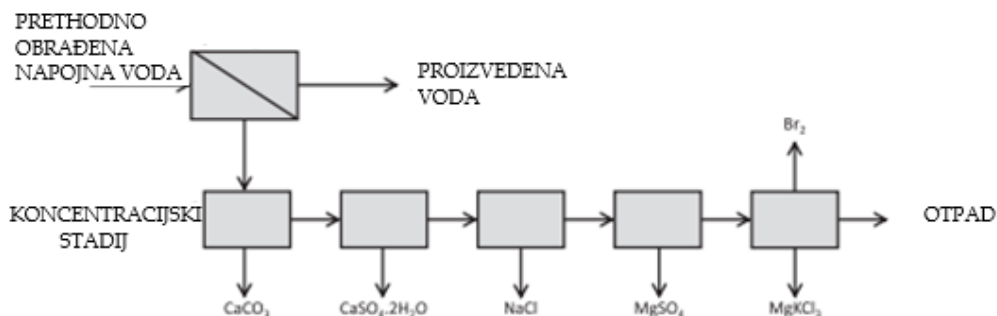 PRETHODNO
OBRAĐENA
NAPOJNA VODA
PROIZVEDENA
VODA
Br₂
KONCENTRACIJSKI
STADIJ
OTPAD
CaCO₃
CaSO₄.2H₂O
NaCl
MgSO₄
MgKCl₃